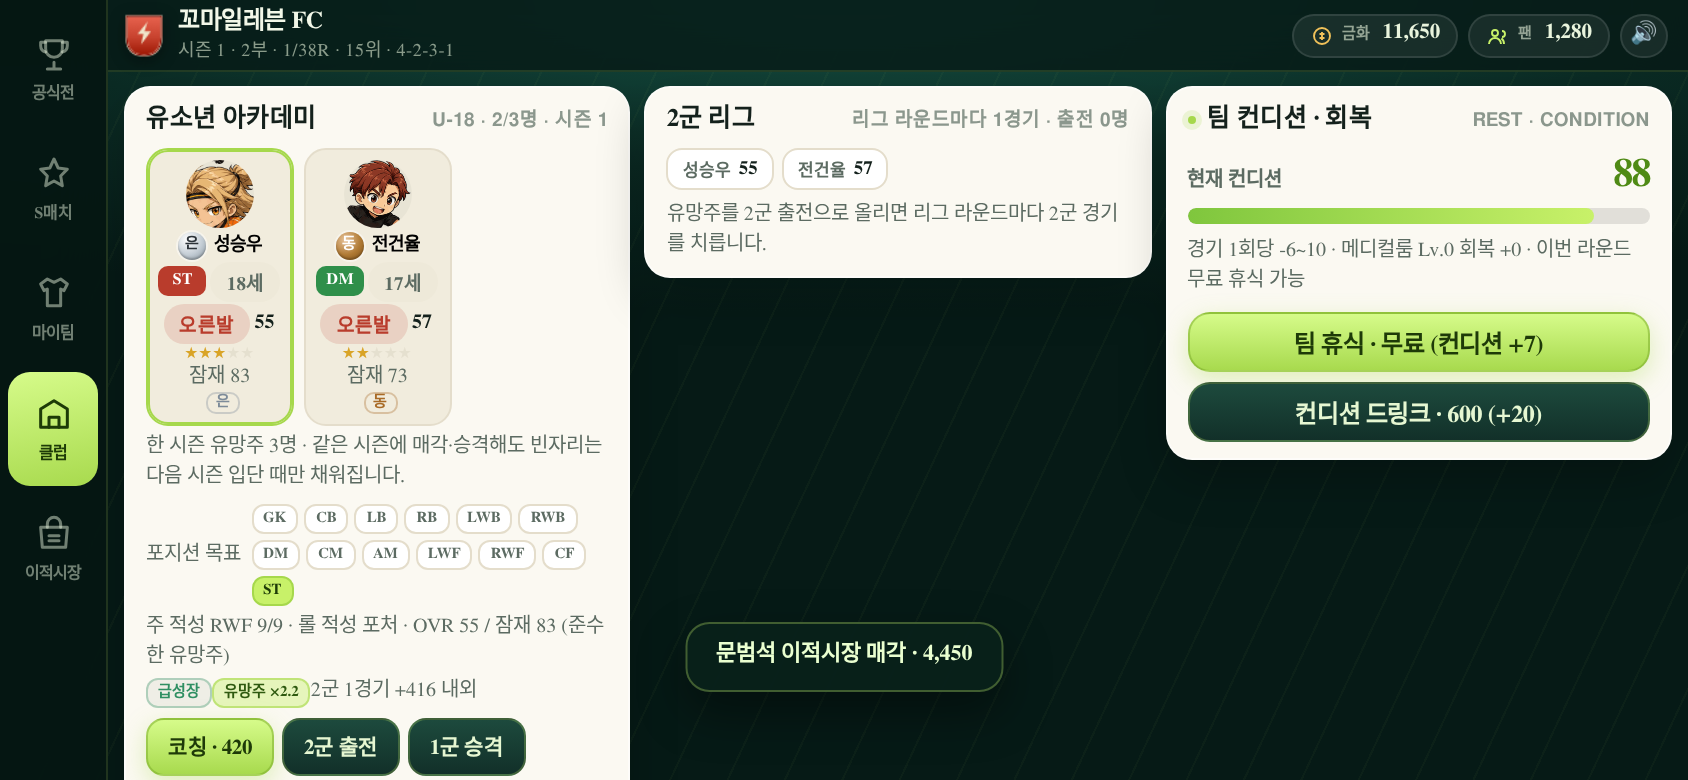 꼬마일레븐 FC
시즌 1 · 2부 · 1/38R · 15위 · 4-2-3-1
금화 11,650
팬 1,280
공식전
S매치
마이팀
클럽
이적시장
유소년 아카데미
U-18 · 2/3명 · 시즌 1
은 성승우
ST 18세
오른발 55
★★★★★
잠재 83
은
동 전건율
DM 17세
오른발 57
★★★★★
잠재 73
동
한 시즌 유망주 3명 · 같은 시즌에 매각·승격해도 빈자리는
다음 시즌 입단 때만 채워집니다.
포지션 목표
GK CB LB RB LWB RWB
DM CM AM LWF RWF CF
ST
주 적성 RWF 9/9 · 롤 적성 포처 · OVR 55 / 잠재 83 (준수
한 유망주)
급성장 유망주 ×2.2 2군 1경기 +416 내외
코칭 · 420
2군 출전
1군 승격
2군 리그
리그 라운드마다 1경기 · 출전 0명
성승우 55
전건율 57
유망주를 2군 출전으로 올리면 리그 라운드마다 2군 경기
를 치릅니다.
문범석 이적시장 매각 · 4,450
팀 컨디션 · 회복
REST · CONDITION
현재 컨디션
88
경기 1회당 -6~10 · 메디컬룸 Lv.0 회복 +0 · 이번 라운드
무료 휴식 가능
팀 휴식 · 무료 (컨디션 +7)
컨디션 드링크 · 600 (+20)